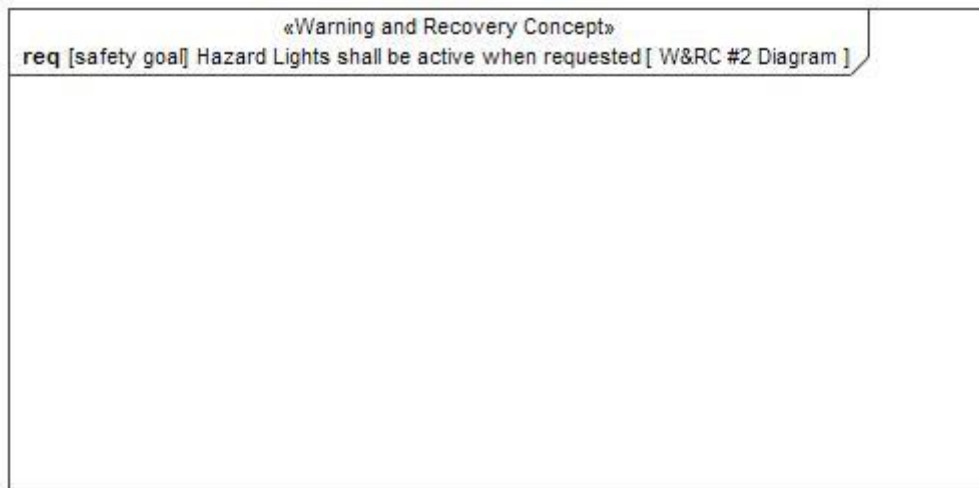 «Warning and Recovery Concept»
req [safety goal] Hazard Lights shall be active when requested [ W&RC #2 Diagram ]